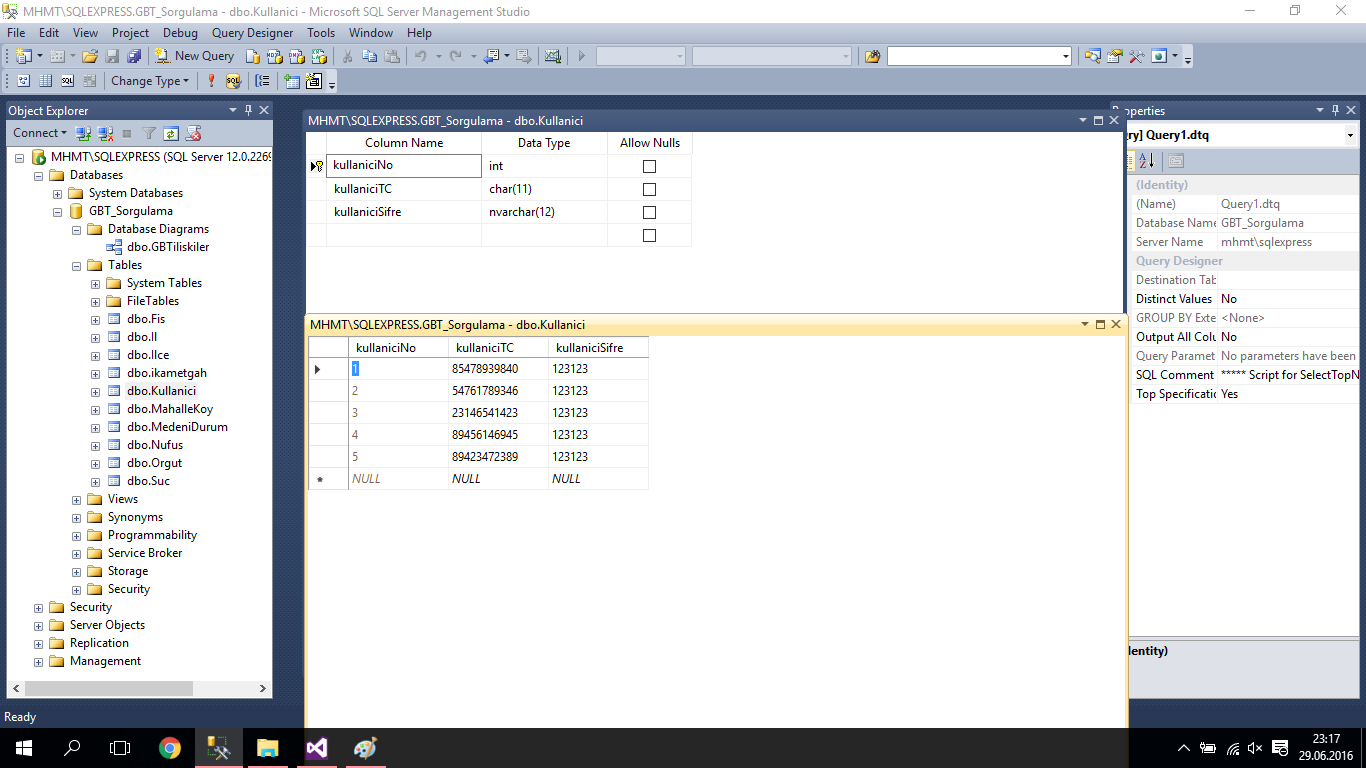 MHMT\SQLEXPRESS.GBT_Sorgulama - dbo.Kullanici - Microsoft SQL Server Management Studio
File Edit View Project Debug Query Designer Tools Window Help
New Query
Change Type
Object Explorer
Connect
MHMT\SQLEXPRESS (SQL Server 12.0.2269
Databases
System Databases
GBT_Sorgulama
Database Diagrams
dbo.GBTiliskiler
Tables
System Tables
FileTables
dbo.Fis
dbo.Il
dbo.Ilce
dbo.ikametgah
dbo.Kullanici
dbo.MahalleKoy
dbo.MedeniDurum
dbo.Nufus
dbo.Orgut
dbo.Suc
Views
Synonyms
Programmability
Service Broker
Storage
Security
Security
Server Objects
Replication
Management
MHMT\SQLEXPRESS.GBT_Sorgulama - dbo.Kullanici
Column Name Data Type Allow Nulls
kullaniciNo int
kullaniciTC char(11)
kullaniciSifre nvarchar(12)
MHMT\SQLEXPRESS.GBT_Sorgulama - dbo.Kullanici
kullaniciNo kullaniciTC kullaniciSifre
1 85478939840 123123
2 54761789346 123123
3 23146541423 123123
4 89456146945 123123
5 89423472389 123123
NULL NULL NULL
Properties
ry] Query1.dtq
(Identity)
(Name) Query1.dtq
Database Name GBT_Sorgulama
Server Name mhmt\sqlexpress
Query Designer
Destination Tab
Distinct Values No
GROUP BY Exte <None>
Output All Colu No
Query Paramet No parameters have been
SQL Comment ***** Script for SelectTopN
Top Specificatic Yes
dentity)
Ready
23:17
29.06.2016